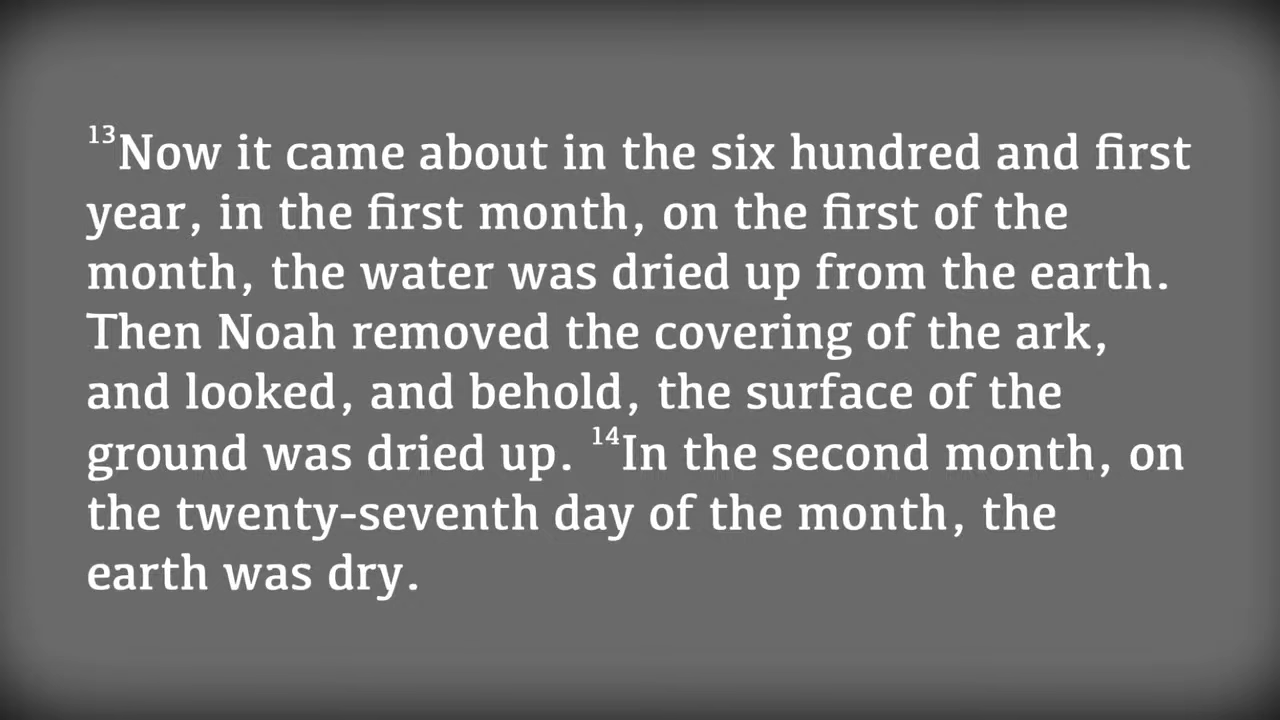 13Now it came about in the six hundred and first
year, in the first month, on the first of the
month, the water was dried up from the earth.
Then Noah removed the covering of the ark,
and looked, and behold, the surface of the
ground was dried up. 14In the second month, on
the twenty-seventh day of the month, the
earth was dry.